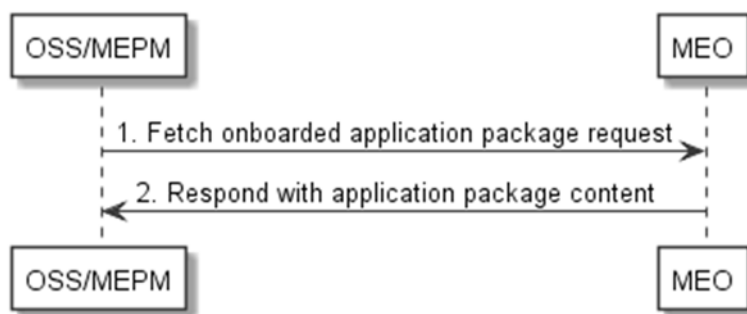 OSS/MEPM
MEO
1. Fetch onboarded application package request
2. Respond with application package content
OSS/MEPM
MEO